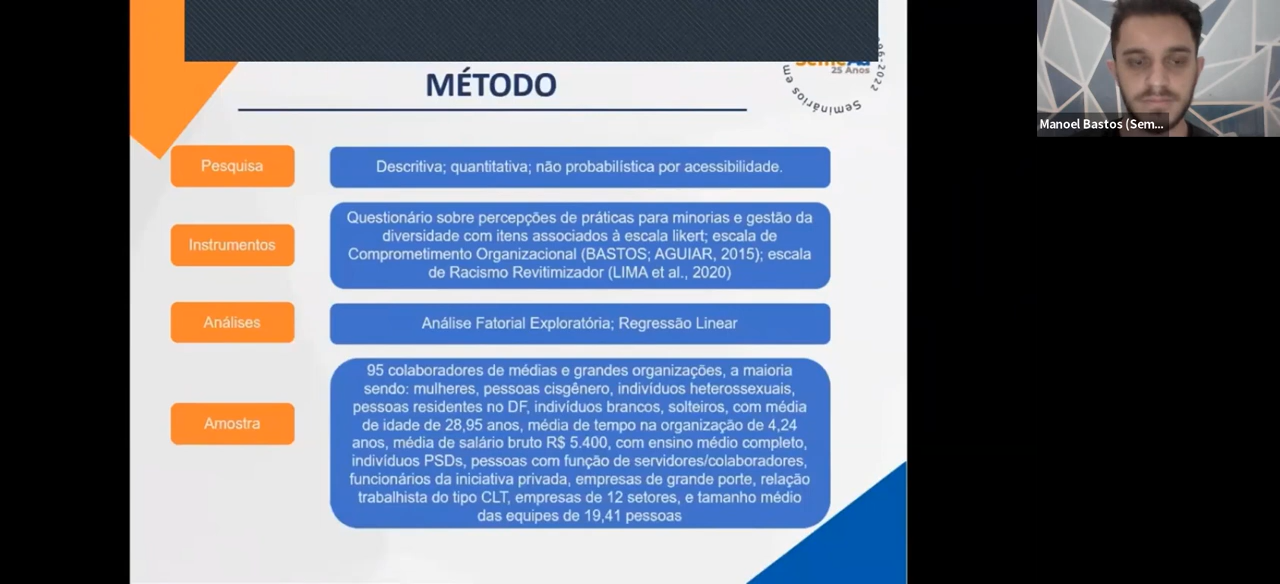 25 Anos
Seminários em
-2022
MÉTODO
Manoel Bastos (Sem...
Pesquisa
Descritiva; quantitativa; não probabilística por acessibilidade.
Instrumentos
Questionário sobre percepções de práticas para minorias e gestão da
diversidade com itens associados à escala likert; escala de
Comprometimento Organizacional (BASTOS; AGUIAR, 2015); escala
de Racismo Revitimizador (LIMA et al., 2020)
Análises
Análise Fatorial Exploratória; Regressão Linear
Amostra
95 colaboradores de médias e grandes organizações, a maioria
sendo: mulheres, pessoas cisgênero, indivíduos heterossexuais,
pessoas residentes no DF, indivíduos brancos, solteiros, com média
de idade de 28,95 anos, média de tempo na organização de 4,24
anos, média de salário bruto R$ 5.400, com ensino médio completo,
indivíduos PSDs, pessoas com função de servidores/colaboradores,
funcionários da iniciativa privada, empresas de grande porte, relação
trabalhista do tipo CLT, empresas de 12 setores, e tamanho médio
das equipes de 19,41 pessoas